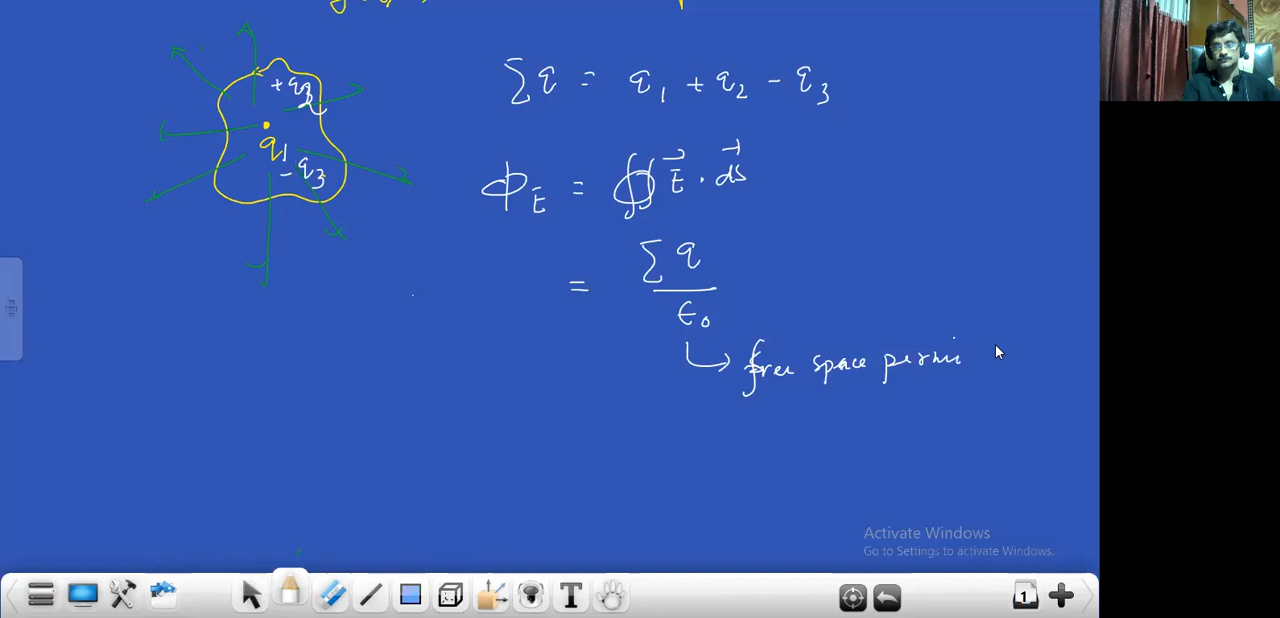 +q2
q1
-q3
∑q = q1 + q2 - q3
ΦE = ∯ E⃗ . ds⃗
= ∑q / ε0
free space permi
Activate Windows
Go to Settings to activate Windows.
T
1